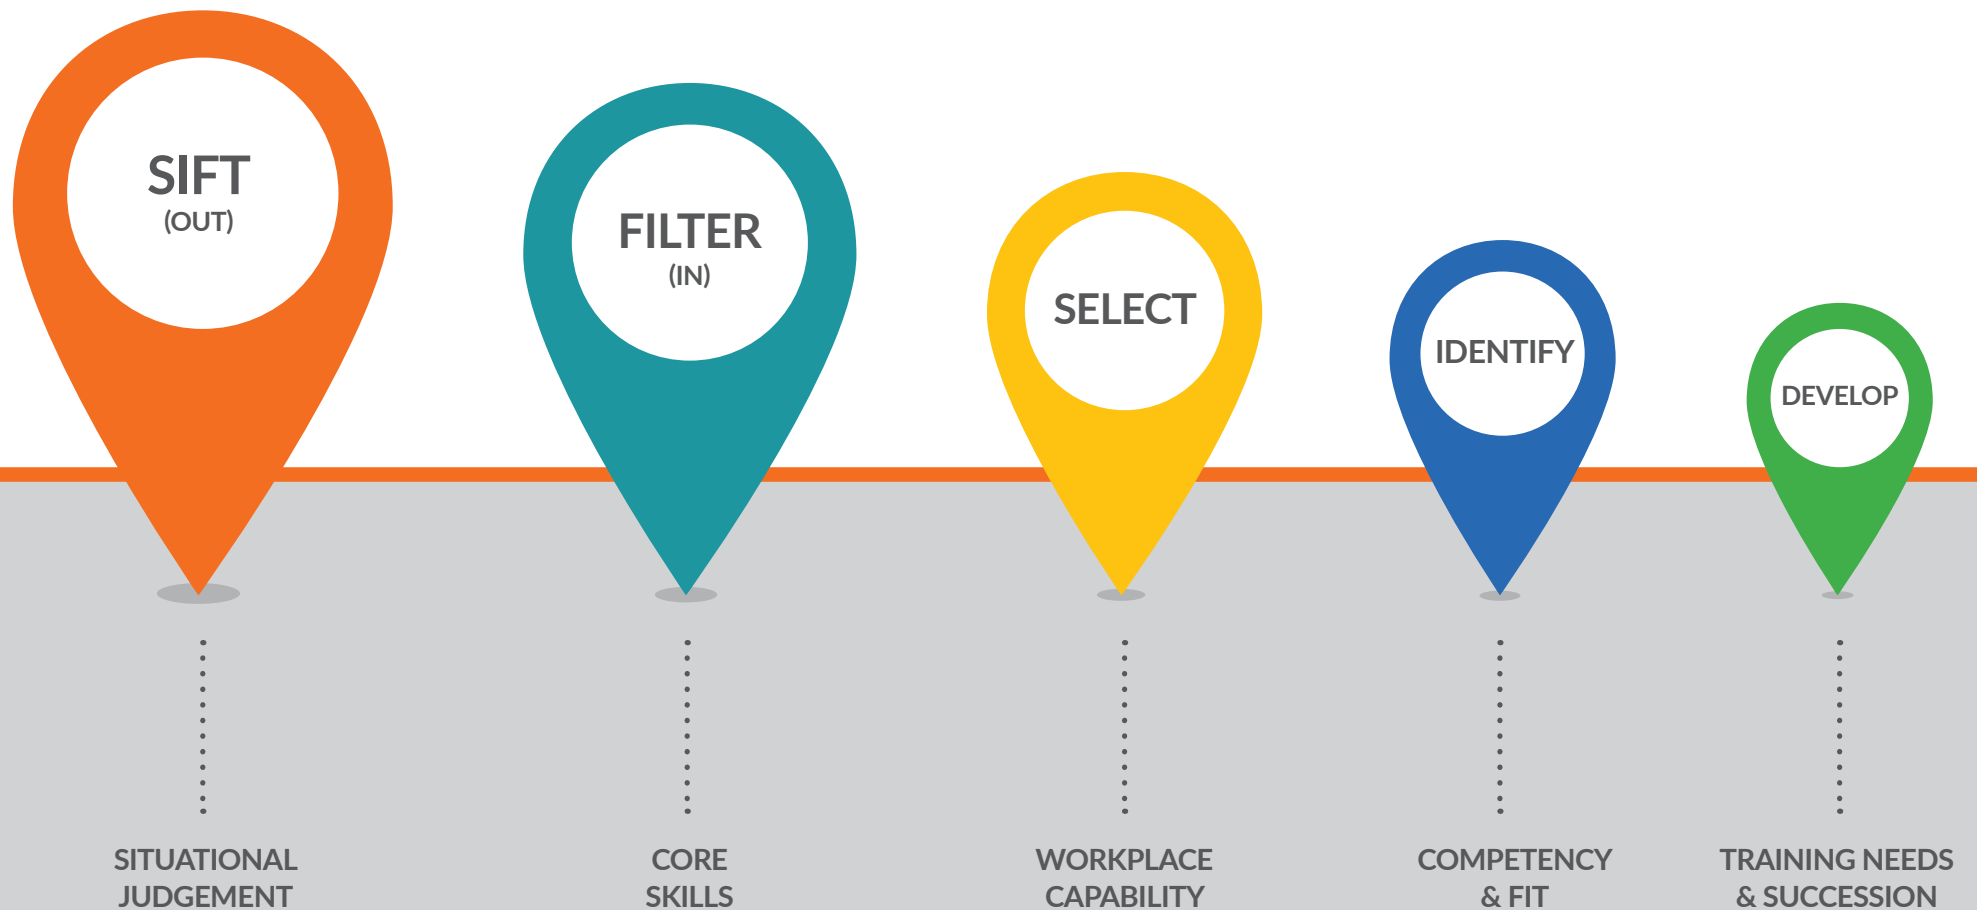 SIFT
(OUT)
FILTER
(IN)
SELECT
IDENTIFY
DEVELOP
SITUATIONAL
JUDGEMENT
CORE
SKILLS
WORKPLACE
CAPABILITY
COMPETENCY
& FIT
TRAINING NEEDS
& SUCCESSION